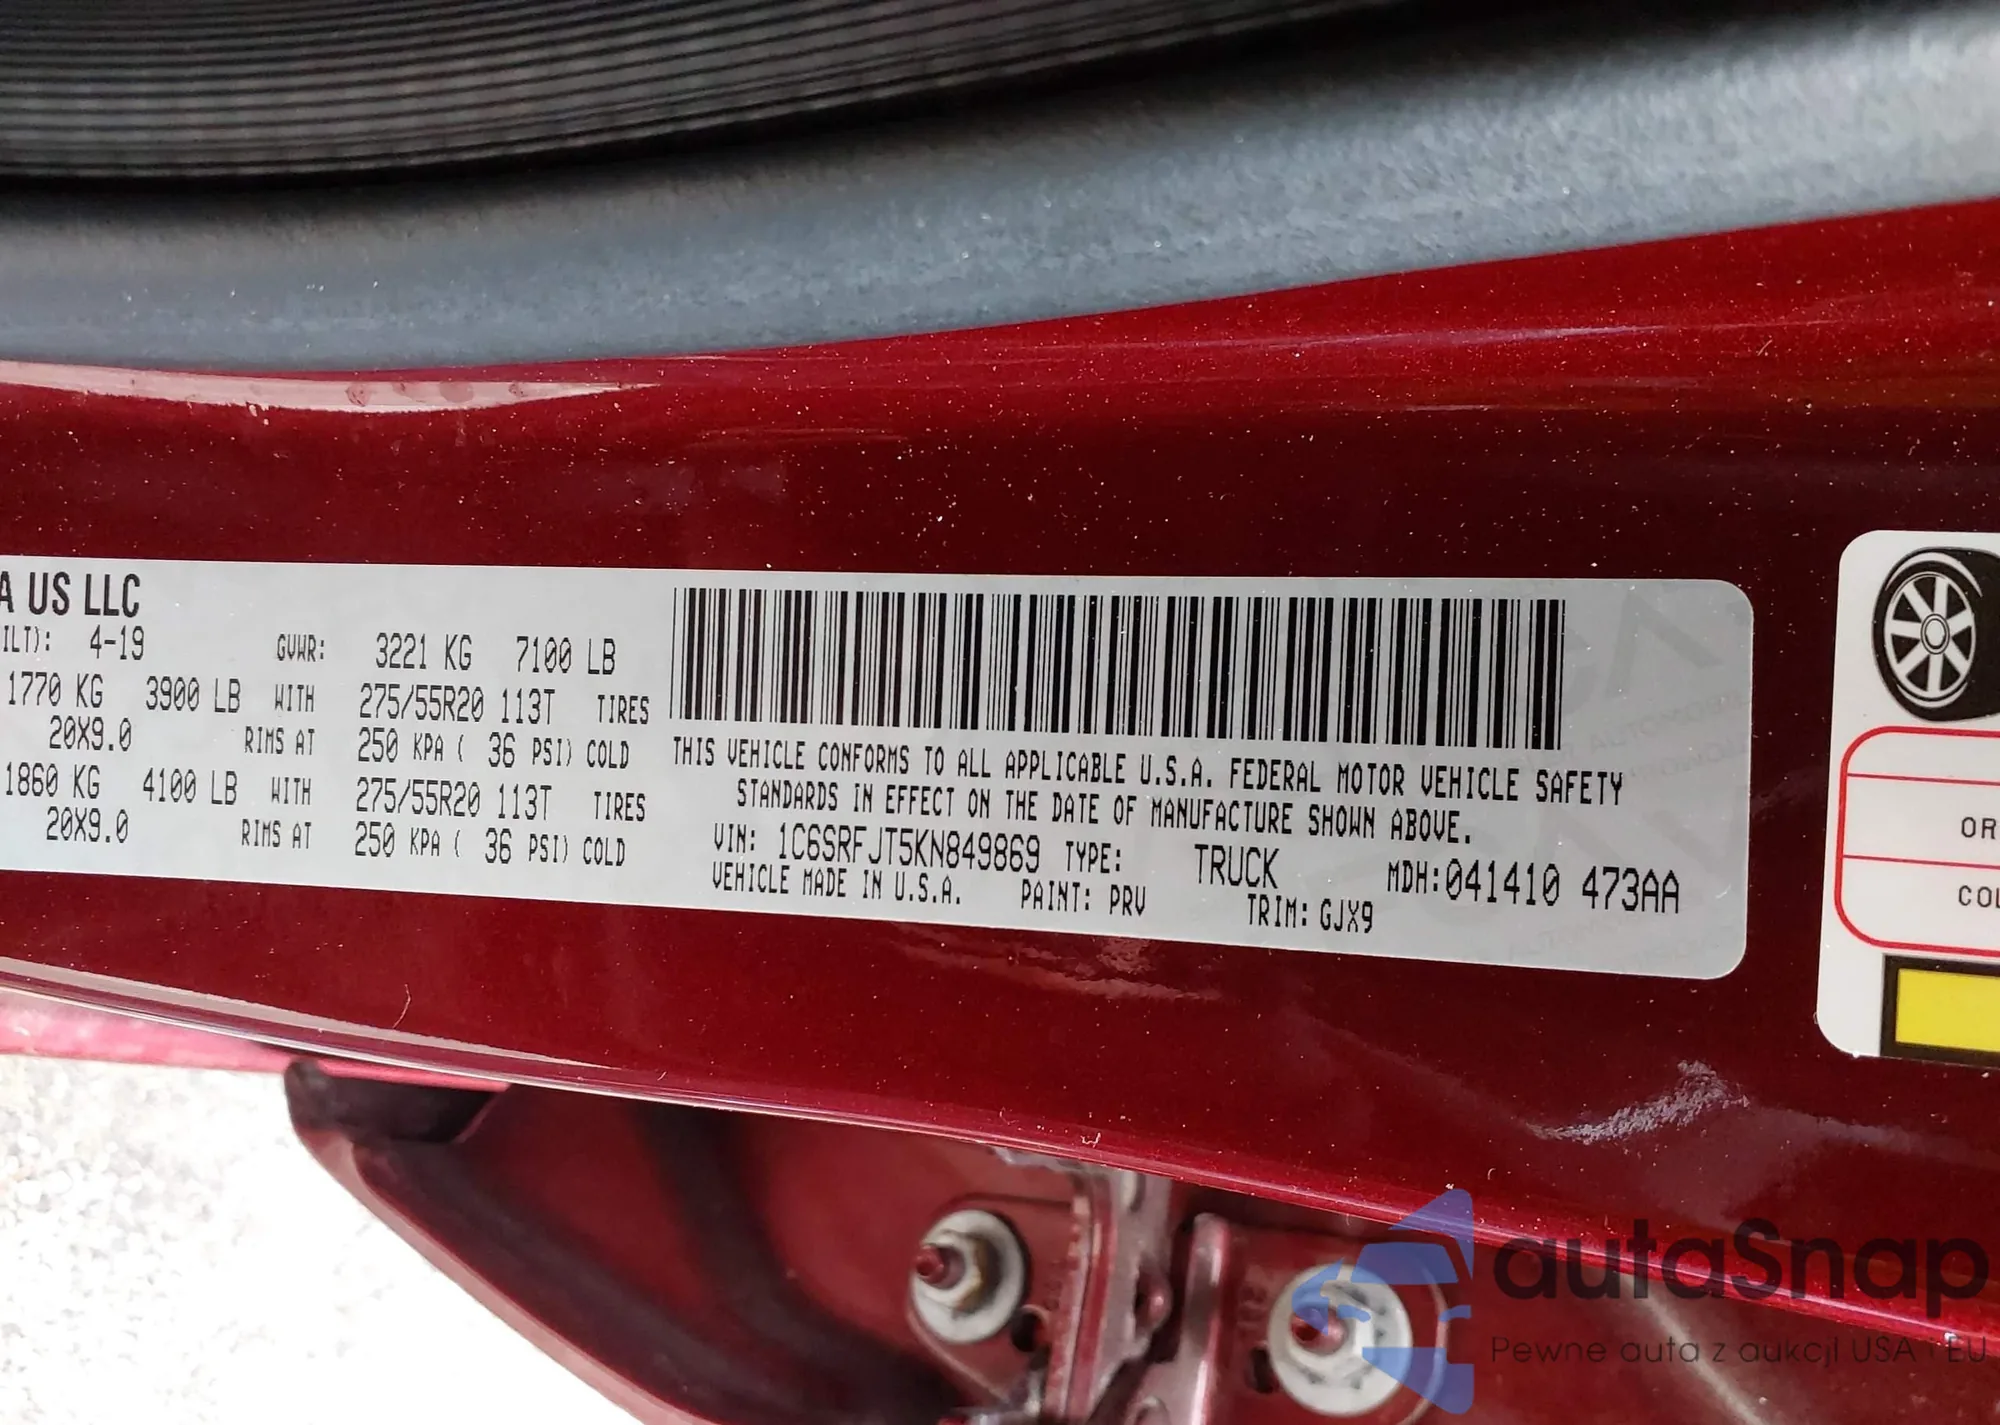 A US LLC
ILT): 4-19 GVWR: 3221 KG 7100 LB
1770 KG 3900 LB WITH 275/55R20 113T TIRES
20X9.0 RIMS AT 250 KPA ( 36 PSI) COLD
1860 KG 4100 LB WITH 275/55R20 113T TIRES
20X9.0 RIMS AT 250 KPA ( 36 PSI) COLD
THIS VEHICLE CONFORMS TO ALL APPLICABLE U.S.A. FEDERAL MOTOR VEHICLE SAFETY
STANDARDS IN EFFECT ON THE DATE OF MANUFACTURE SHOWN ABOVE.
VIN: 1C6SRFJT5KN849869 TYPE: TRUCK MDH:041410 473AA
VEHICLE MADE IN U.S.A. PAINT: PRV TRIM: GJX9
OR
COL
autaSnap
Pewne auta z aukcji USA i EU